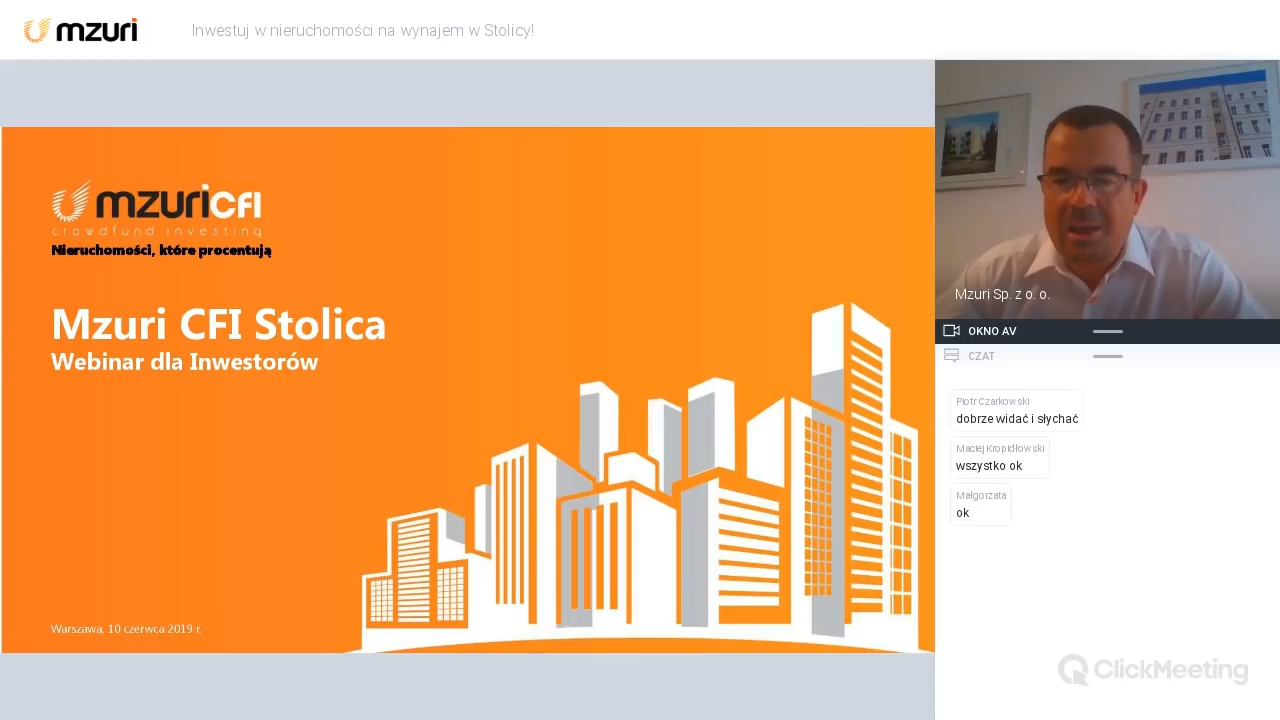 mzuri
Inwestuj w nieruchomości na wynajem w Stolicy!
mzuriCFI
crowdfund investing
Nieruchomości, które procentują
Mzuri CFI Stolica
Webinar dla Inwestorów
Warszawa, 10 czerwca 2019 r.
Mzuri Sp. z o. o.
OKNO AV
CZAT
Piotr Czarkowski
dobrze widać i słychać
Maciej Kropidłowski
wszystko ok
Małgorzata
ok
ClickMeeting